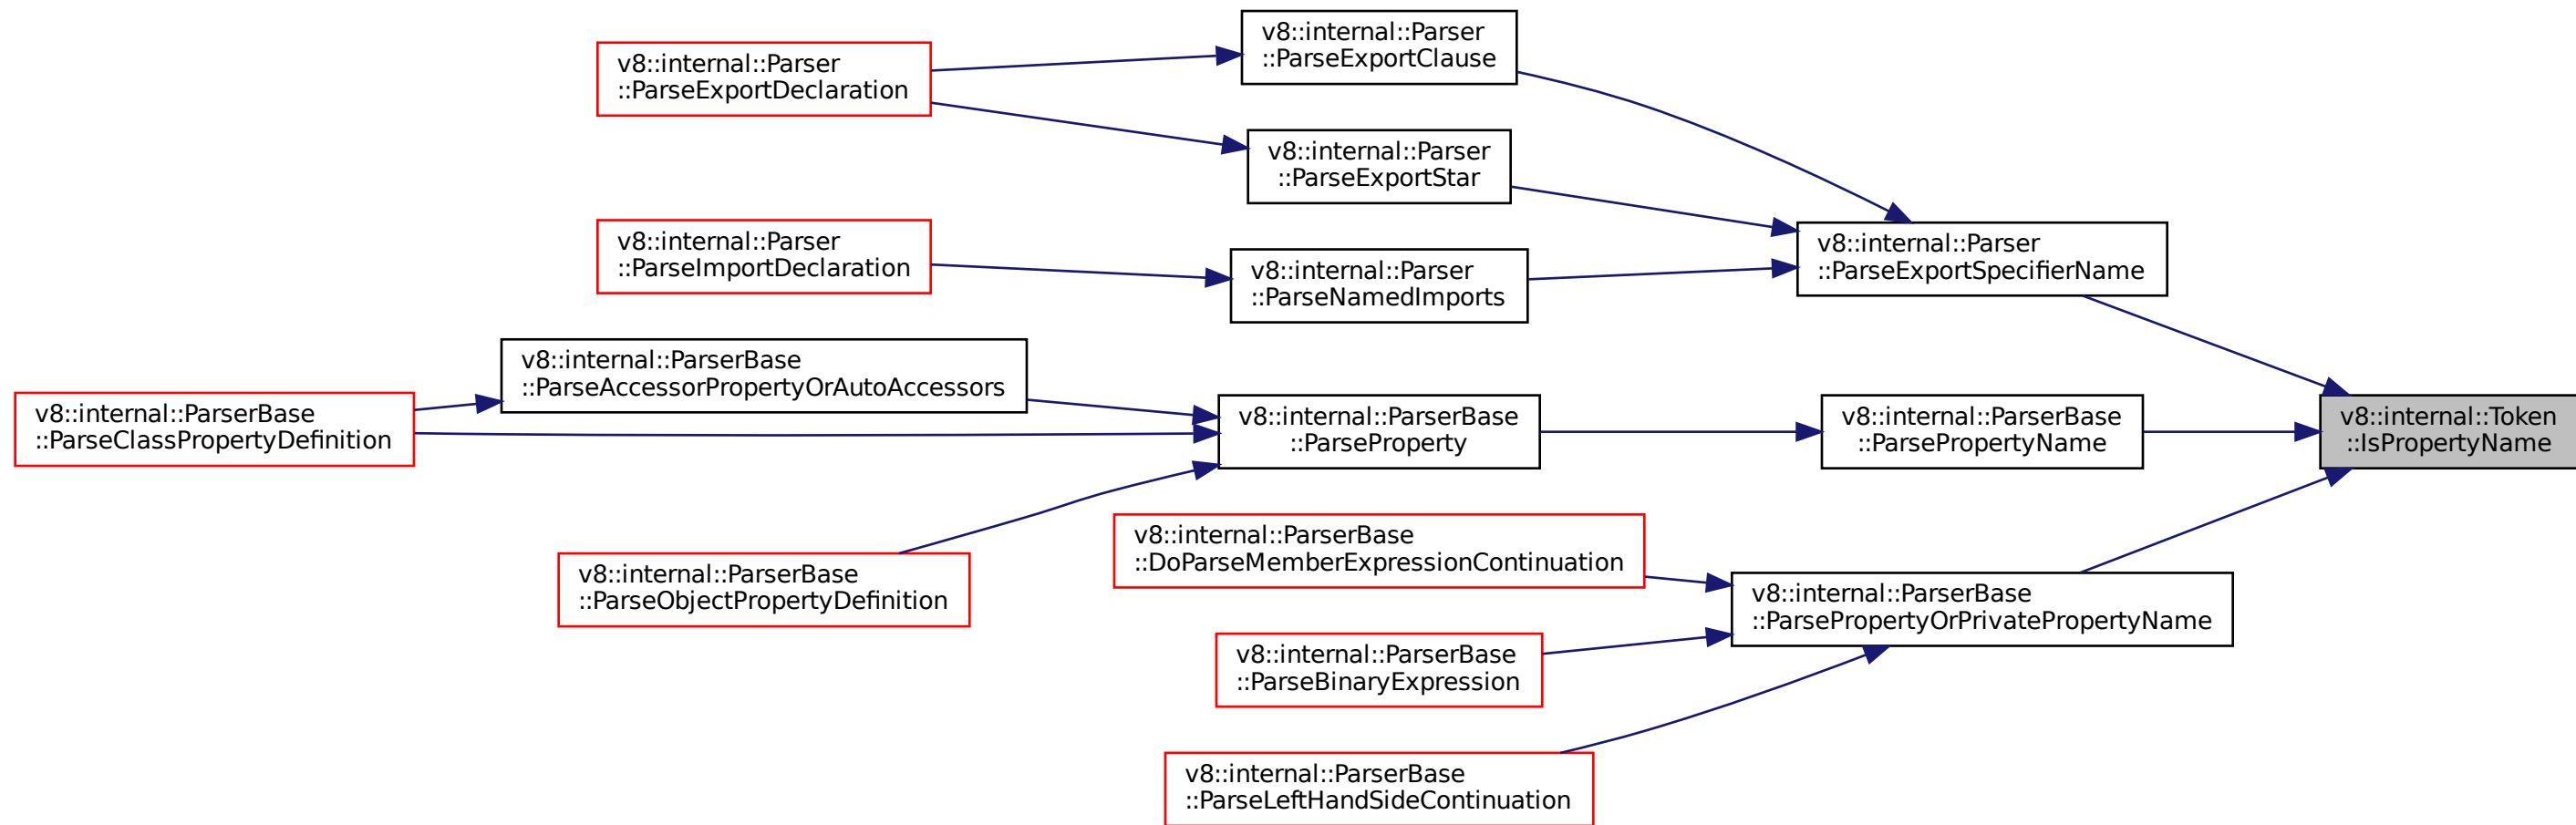 v8::internal::Parser
::ParseExportClause
v8::internal::Parser
::ParseExportDeclaration
v8::internal::Parser
::ParseExportStar
v8::internal::Parser
::ParseImportDeclaration
v8::internal::Parser
::ParseNamedImports
v8::internal::Parser
::ParseExportSpecifierName
v8::internal::ParserBase
::ParseAccessorPropertyOrAutoAccessors
v8::internal::ParserBase
::ParseClassPropertyDefinition
v8::internal::ParserBase
::ParseProperty
v8::internal::ParserBase
::ParsePropertyName
v8::internal::Token
::IsPropertyName
v8::internal::ParserBase
::DoParseMemberExpressionContinuation
v8::internal::ParserBase
::ParseObjectPropertyDefinition
v8::internal::ParserBase
::ParsePropertyOrPrivatePropertyName
v8::internal::ParserBase
::ParseBinaryExpression
v8::internal::ParserBase
::ParseLeftHandSideContinuation